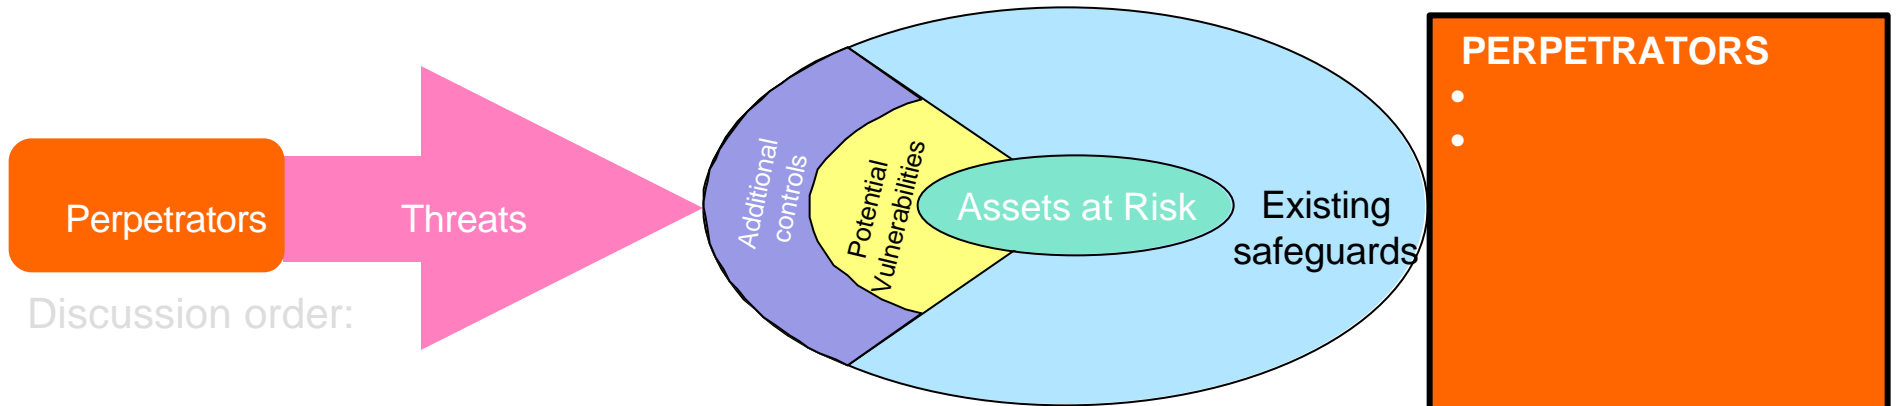 Perpetrators
Threats
Discussion order:
Additional
controls
Potential
Vulnerabilities
Assets at Risk
Existing
safeguards
PERPETRATORS
•
•